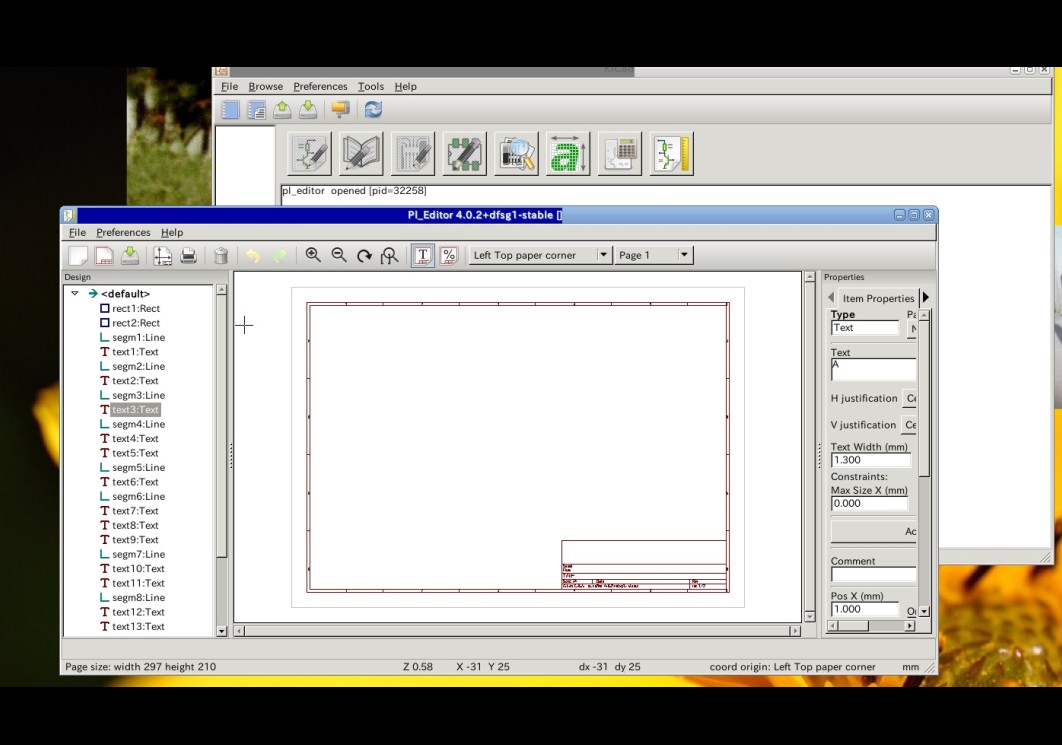 File Browse Preferences Tools Help
a
pl_editor opened [pid=32258]
Pl_Editor 4.0.2+dfsg1-stable []
File Preferences Help
T
%
Left Top paper corner
Page 1
Design
<default>
rect1:Rect
rect2:Rect
segm1:Line
text1:Text
segm2:Line
text2:Text
segm3:Line
text3:Text
segm4:Line
text4:Text
text5:Text
segm5:Line
text6:Text
segm6:Line
text7:Text
text8:Text
text9:Text
segm7:Line
text10:Text
text11:Text
segm8:Line
text12:Text
text13:Text
Properties
Item Properties
Type
Text
Text
A
H justification
V justification
Text Width (mm)
1.300
Constraints:
Max Size X (mm)
0.000
Ac
Comment
Pos X (mm)
1.000
Page size: width 297 height 210
Z 0.58
X -31 Y 25
dx -31 dy 25
coord origin: Left Top paper corner
mm